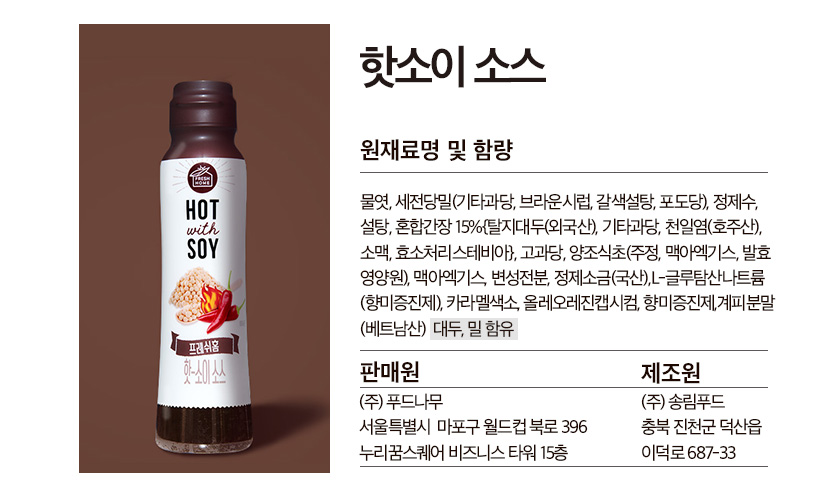 핫소이 소스
원재료명 및 함량
물엿, 세전당밀(기타과당, 브라운시럽, 갈색설탕, 포도당), 정제수,
설탕, 혼합간장 15%{탈지대두(외국산), 기타과당, 천일염(호주산),
소맥, 효소처리스테비아}, 고과당, 양조식초(주정, 맥아엑기스, 발효
영양원), 맥아엑기스, 변성전분, 정제소금(국산),L-글루탐산나트륨
(향미증진제), 카라멜색소, 올레오레진캡시컴, 향미증진제,계피분말
(베트남산) 대두, 밀 함유
판매원
(주) 푸드나무
서울특별시 마포구 월드컵 북로 396
누리꿈스퀘어 비즈니스 타워 15층
제조원
(주) 송림푸드
충북 진천군 덕산읍
이덕로 687-33
FRESH
HOME
HOT
with
SOY
프레쉬홈
핫-소이 소스